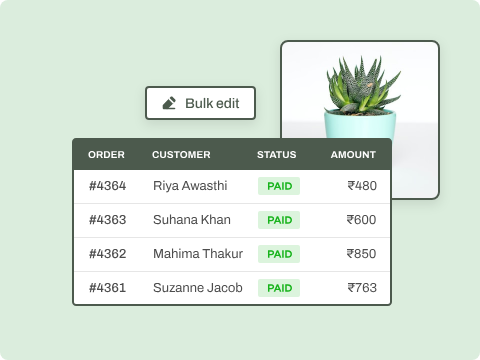 Bulk edit
ORDER CUSTOMER STATUS AMOUNT
#4364 Riya Awasthi PAID ₹480
#4363 Suhana Khan PAID ₹600
#4362 Mahima Thakur PAID ₹850
#4361 Suzanne Jacob PAID ₹763